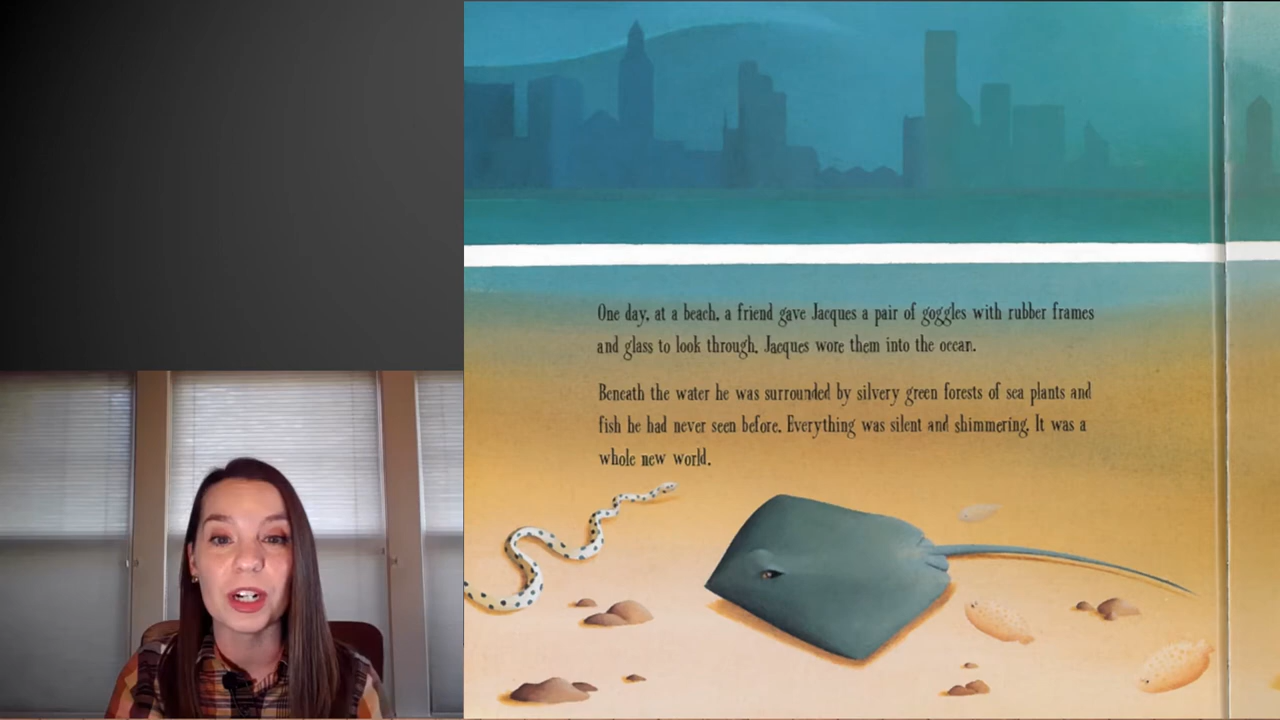 One day, at a beach, a friend gave Jacques a pair of goggles with rubber frames
and glass to look through. Jacques wore them into the ocean.
Beneath the water he was surrounded by silvery green forests of sea plants and
fish he had never seen before. Everything was silent and shimmering. It was a
whole new world.